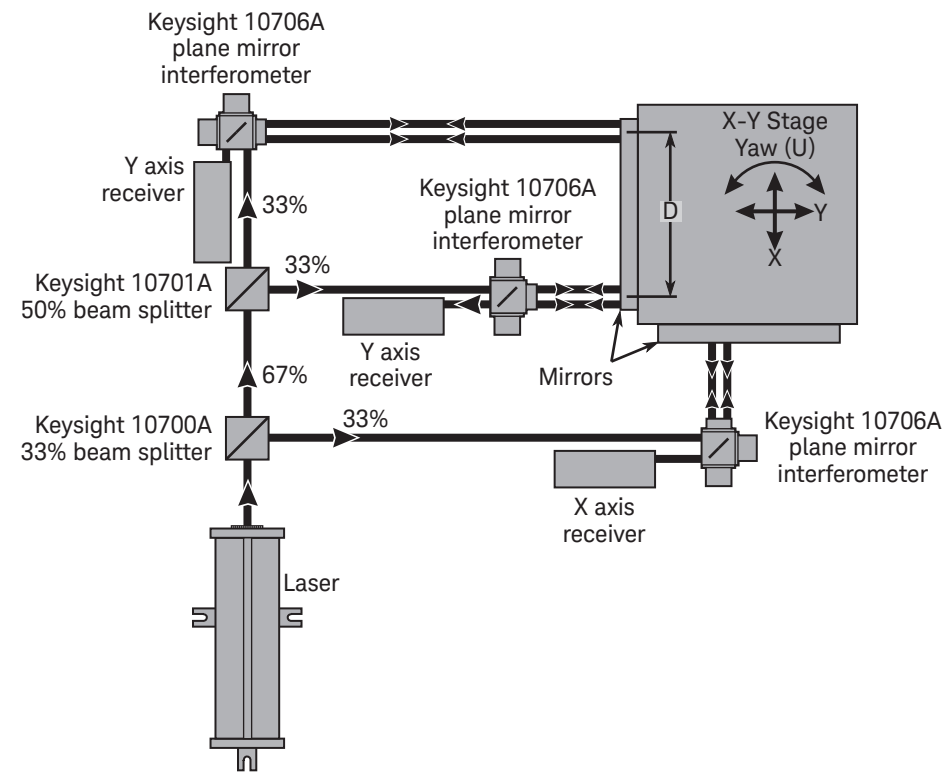 Keysight 10706A
plane mirror
interferometer
X-Y Stage
Yaw (U)
Y
X
D
Y axis
receiver
33%
Keysight 10706A
plane mirror
interferometer
33%
Keysight 10701A
50% beam splitter
Y axis
receiver
Mirrors
67%
Keysight 10700A
33% beam splitter
33%
Keysight 10706A
plane mirror
interferometer
X axis
receiver
Laser